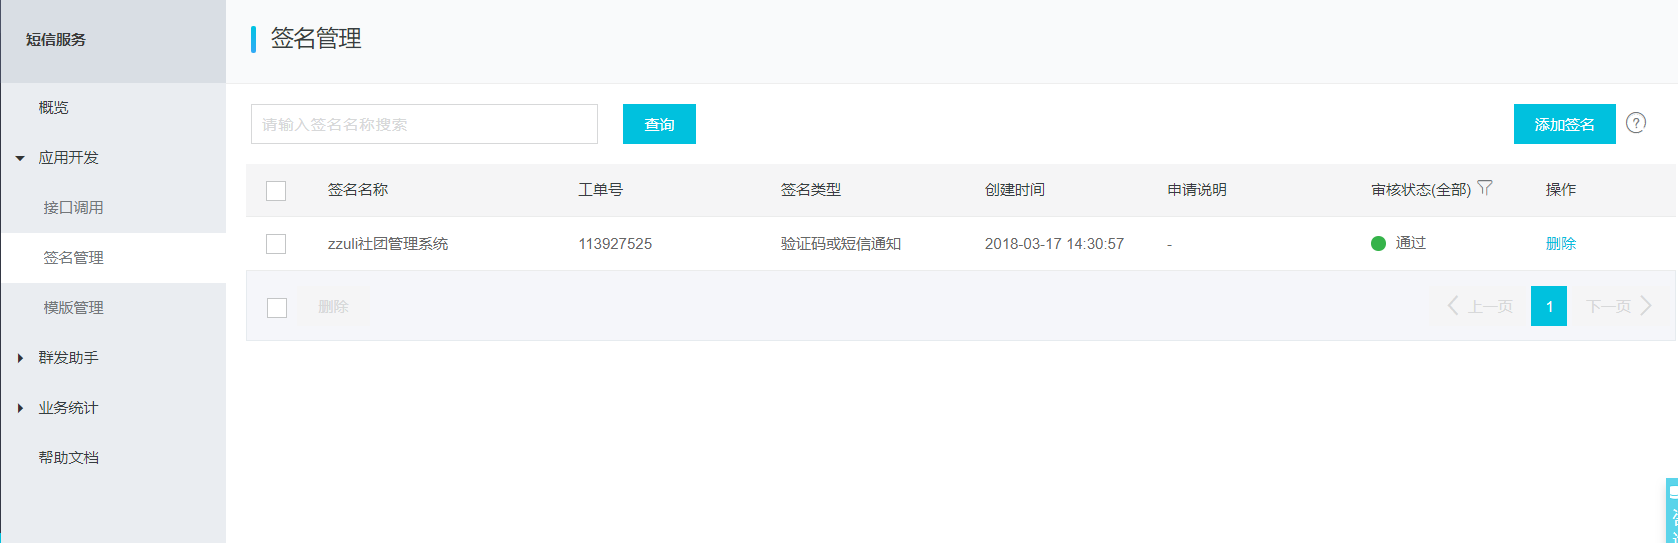 短信服务
概览
应用开发
接口调用
签名管理
模版管理
群发助手
业务统计
帮助文档
签名管理
请输入签名名称搜索 查询 添加签名 ?
签名名称 工单号 签名类型 创建时间 申请说明 审核状态(全部) 操作
zzuli社团管理系统 113927525 验证码或短信通知 2018-03-17 14:30:57 - 通过 删除
删除 上一页 1 下一页